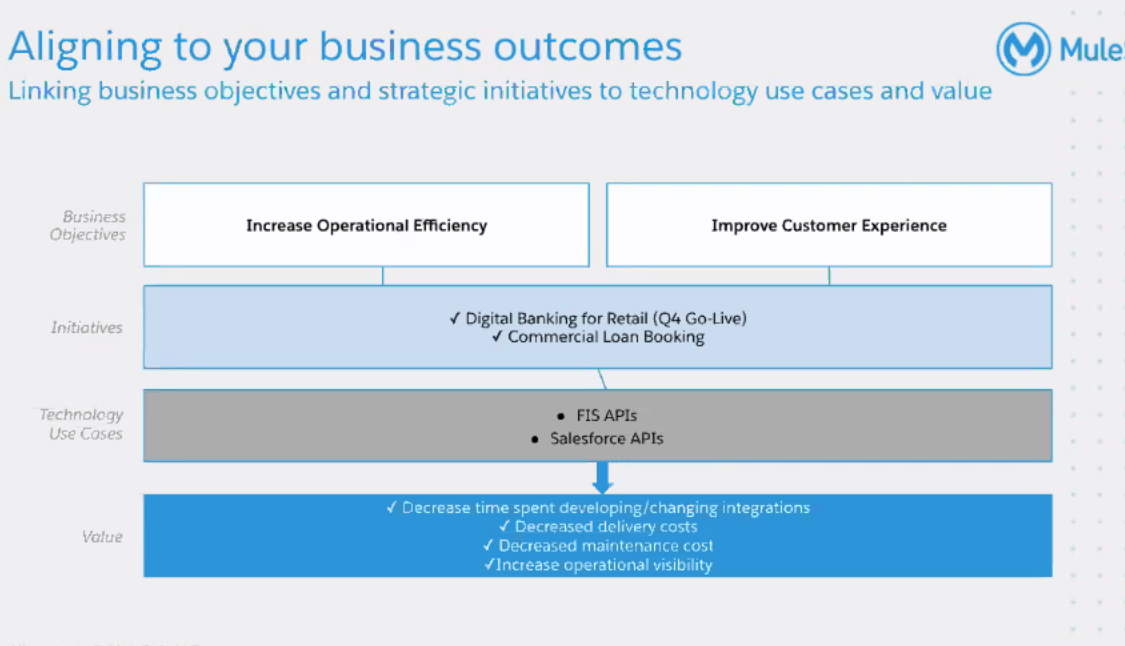 Aligning to your business outcomes
Linking business objectives and strategic initiatives to technology use cases and value
Mule
Business
Objectives
Increase Operational Efficiency
Improve Customer Experience
Initiatives
✓ Digital Banking for Retail (Q4 Go-Live)
✓ Commercial Loan Booking
Technology
Use Cases
● FIS APIs
● Salesforce APIs
Value
✓ Decrease time spent developing/changing integrations
✓ Decreased delivery costs
✓ Decreased maintenance cost
✓Increase operational visibility